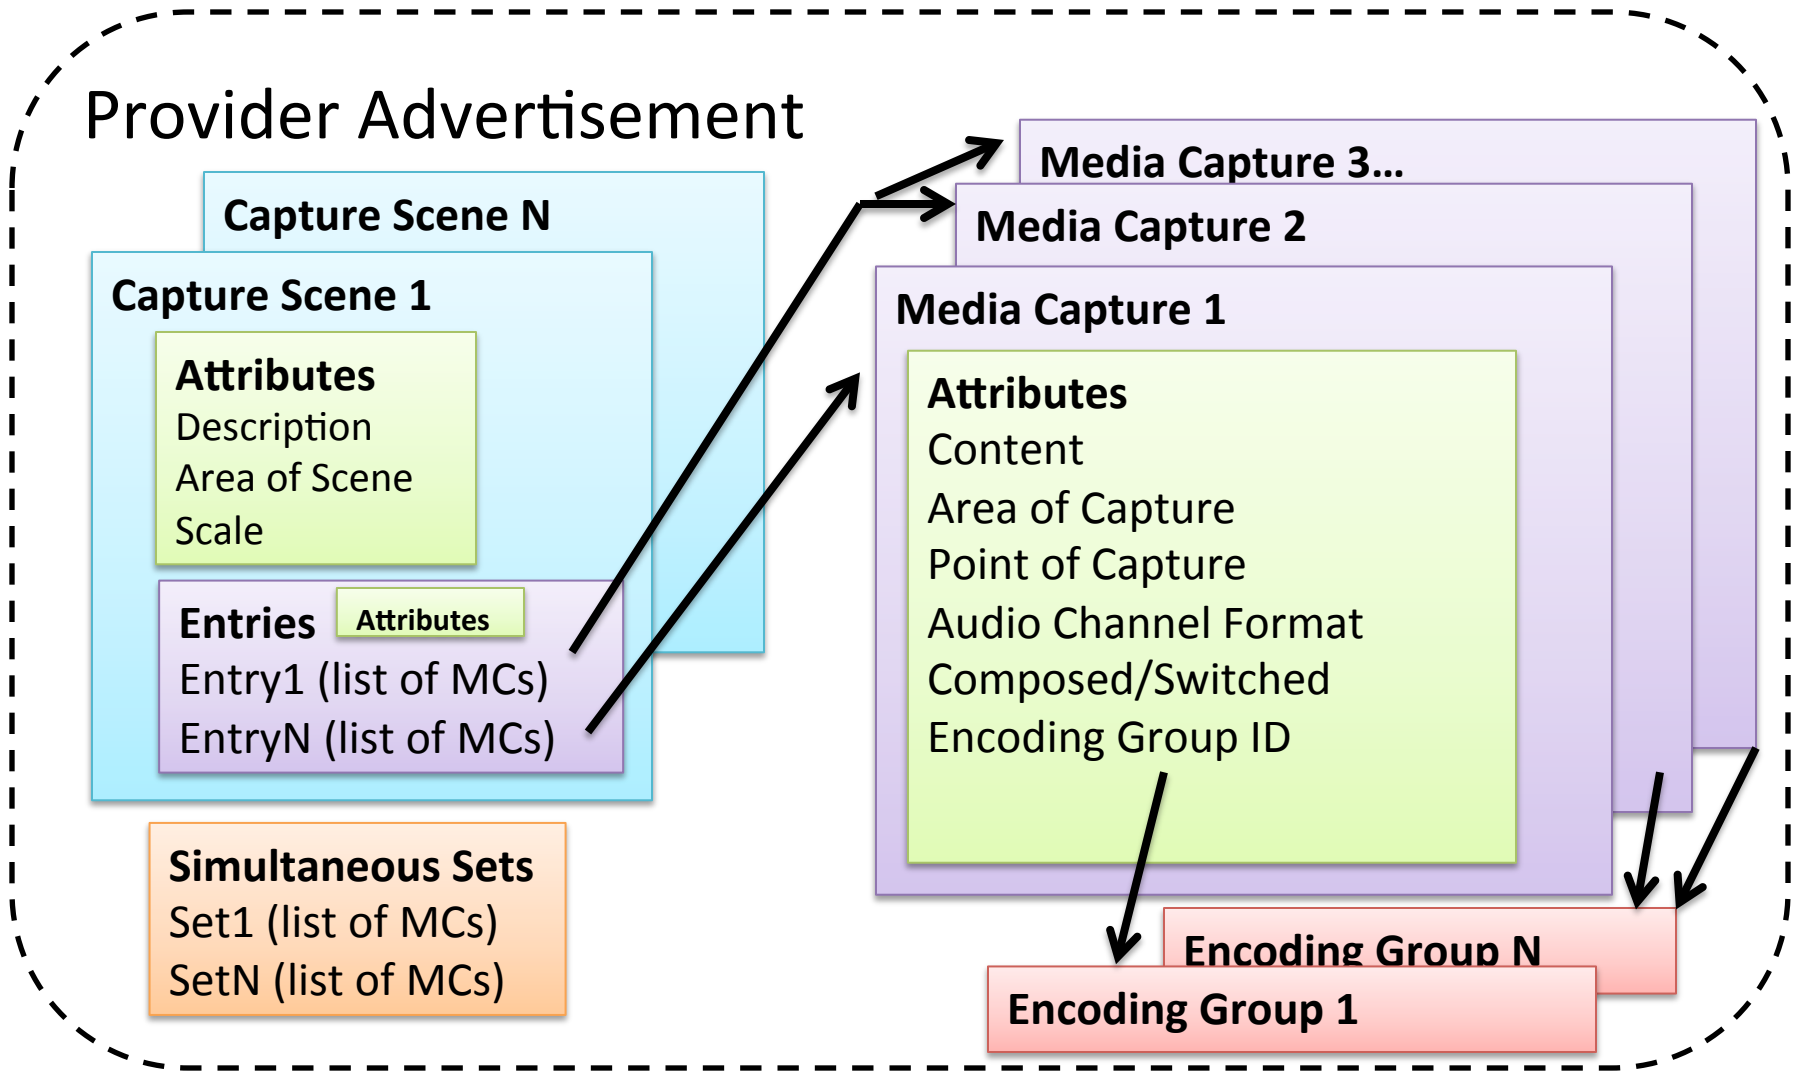 Provider Advertisement
Capture Scene N
Capture Scene 1
Attributes
Description
Area of Scene
Scale
Entries
Attributes
Entry1 (list of MCs)
EntryN (list of MCs)
Simultaneous Sets
Set1 (list of MCs)
SetN (list of MCs)
Media Capture 3...
Media Capture 2
Media Capture 1
Attributes
Content
Area of Capture
Point of Capture
Audio Channel Format
Composed/Switched
Encoding Group ID
Encoding Group N
Encoding Group 1